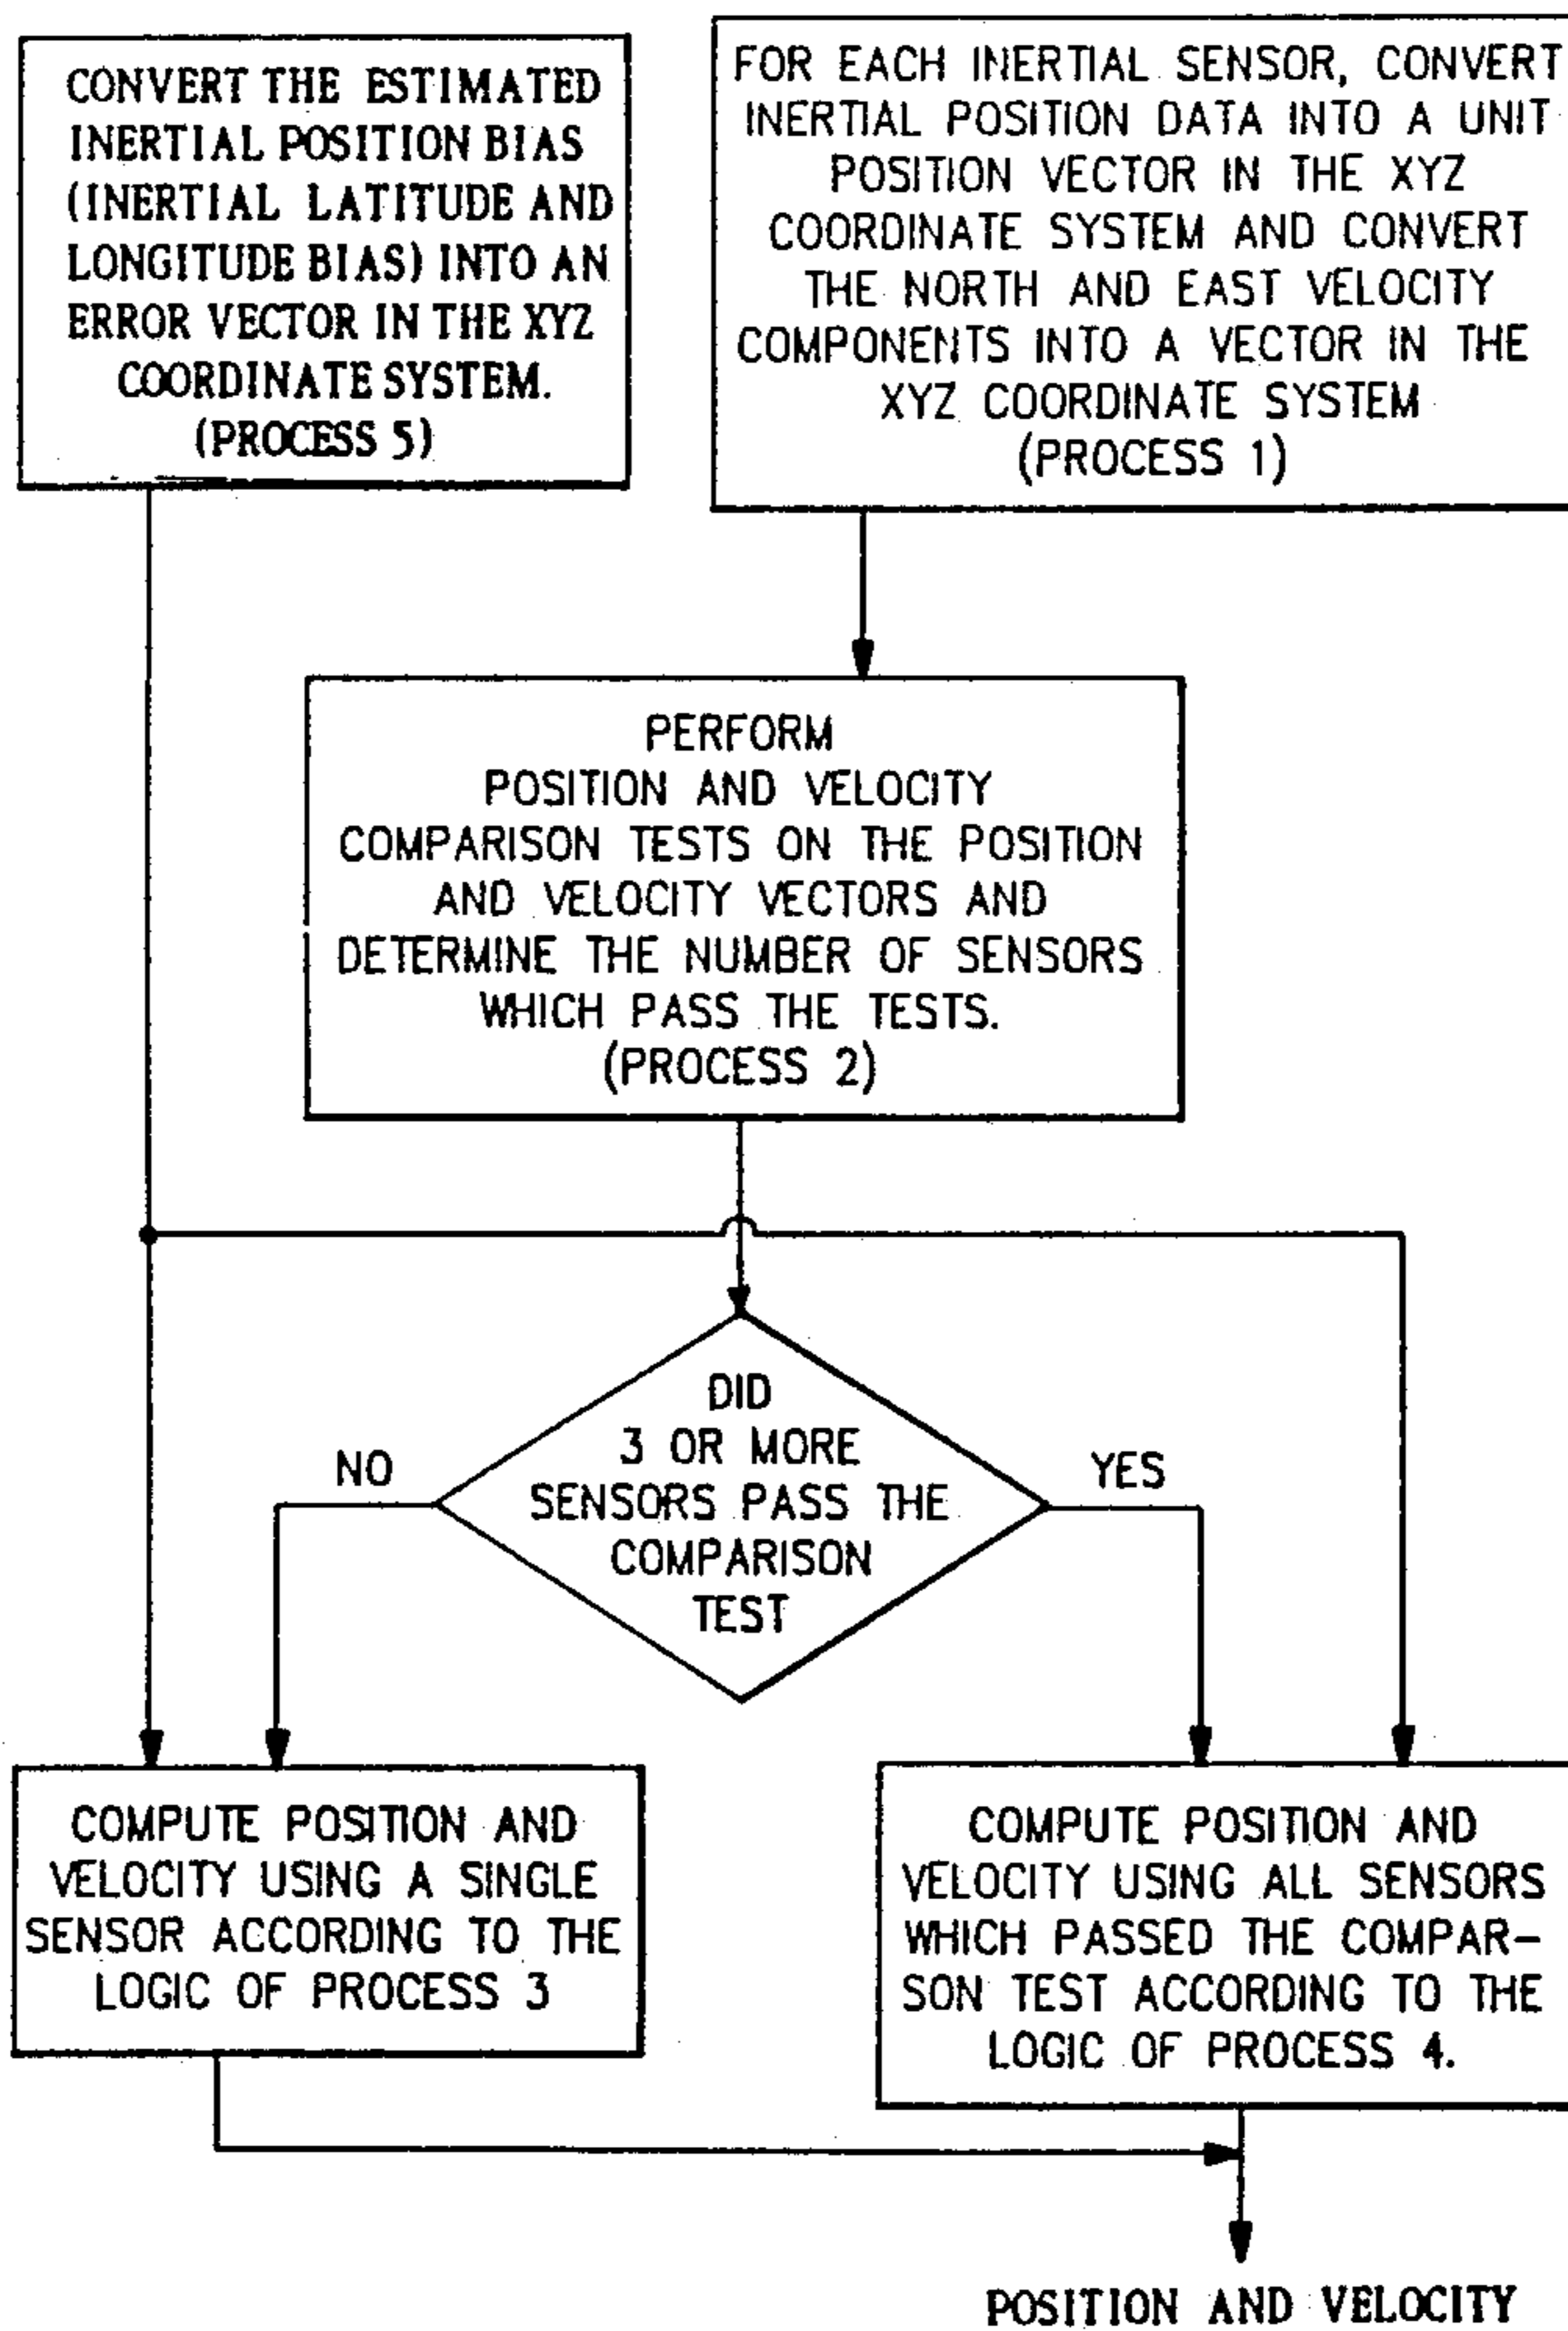 CONVERT THE ESTIMATED
INERTIAL POSITION BIAS
(INERTIAL LATITUDE AND
LONGITUDE BIAS) INTO AN
ERROR VECTOR IN THE XYZ
COORDINATE SYSTEM.
(PROCESS 5)
FOR EACH INERTIAL SENSOR, CONVERT
INERTIAL POSITION DATA INTO A UNIT
POSITION VECTOR IN THE XYZ
COORDINATE SYSTEM AND CONVERT
THE NORTH AND EAST VELOCITY
COMPONENTS INTO A VECTOR IN THE
XYZ COORDINATE SYSTEM
(PROCESS 1)
PERFORM
POSITION AND VELOCITY
COMPARISON TESTS ON THE POSITION
AND VELOCITY VECTORS AND
DETERMINE THE NUMBER OF SENSORS
WHICH PASS THE TESTS.
(PROCESS 2)
DID
3 OR MORE
SENSORS PASS THE
COMPARISON
TEST
NO
YES
COMPUTE POSITION AND
VELOCITY USING A SINGLE
SENSOR ACCORDING TO THE
LOGIC OF PROCESS 3
COMPUTE POSITION AND
VELOCITY USING ALL SENSORS
WHICH PASSED THE COMPAR-
SON TEST ACCORDING TO THE
LOGIC OF PROCESS 4.
POSITION AND VELOCITY